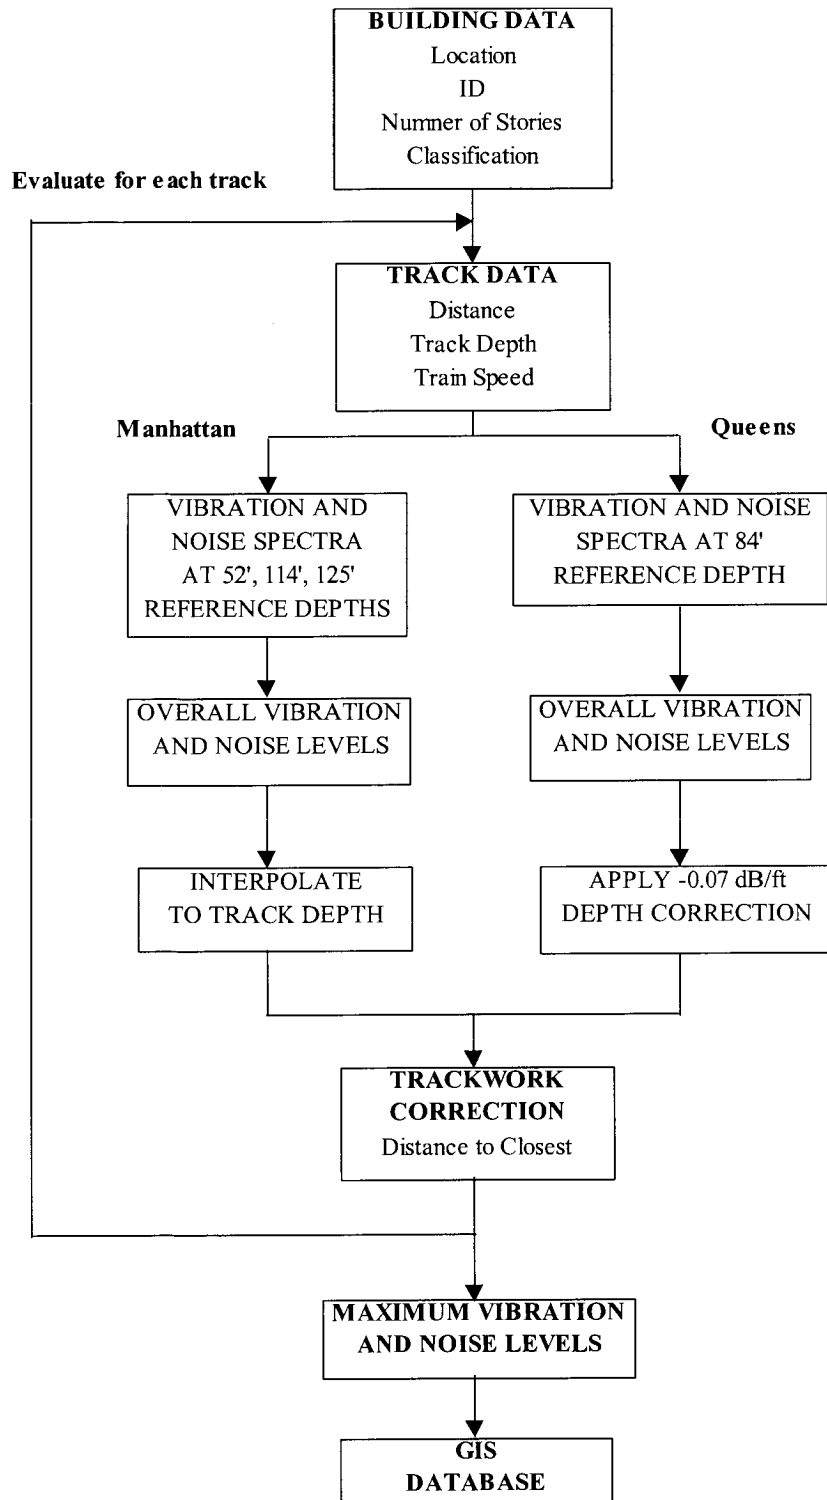 BUILDING DATA
Location
ID
Numner of Stories
Classification
Evaluate for each track
TRACK DATA
Distance
Track Depth
Train Speed
Manhattan
Queens
VIBRATION AND
NOISE SPECTRA
AT 52', 114', 125'
REFERENCE DEPTHS
VIBRATION AND NOISE
SPECTRA AT 84'
REFERENCE DEPTH
OVERALL VIBRATION
AND NOISE LEVELS
OVERALL VIBRATION
AND NOISE LEVELS
INTERPOLATE
TO TRACK DEPTH
APPLY -0.07 dB/ft
DEPTH CORRECTION
TRACKWORK
CORRECTION
Distance to Closest
MAXIMUM VIBRATION
AND NOISE LEVELS
GIS
DATABASE